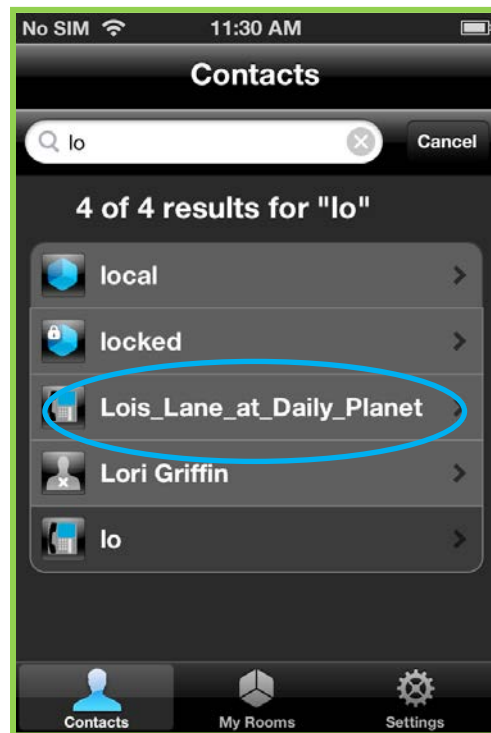 No SIM 11:30 AM
Contacts
lo Cancel
4 of 4 results for "lo"
local
locked
Lois_Lane_at_Daily_Planet
Lori Griffin
lo
Contacts My Rooms Settings